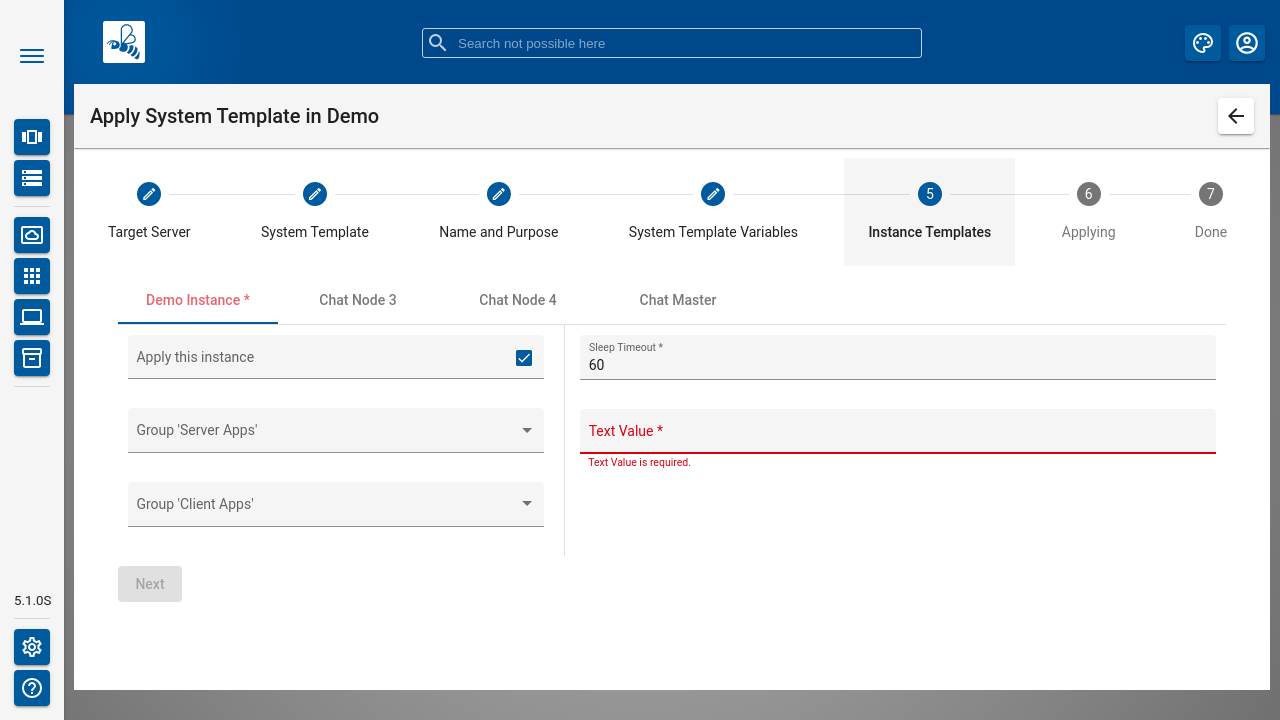 Search not possible here
Apply System Template in Demo
Target Server
System Template
Name and Purpose
System Template Variables
5
Instance Templates
6
Applying
7
Done
Demo Instance *
Chat Node 3
Chat Node 4
Chat Master
Apply this instance
Group 'Server Apps'
Group 'Client Apps'
Sleep Timeout *
60
Text Value *
Text Value is required.
Next
5.1.0S